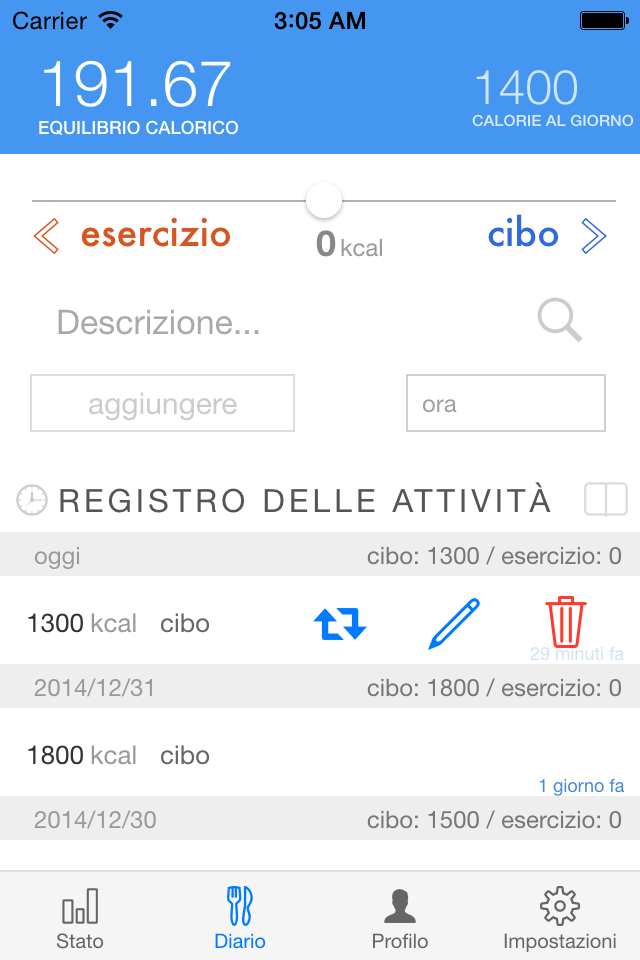 Carrier 3:05 AM
191.67 1400
EQUILIBRIO CALORICO CALORIE AL GIORNO
esercizio 0 kcal cibo
Descrizione...
aggiungere ora
REGISTRO DELLE ATTIVITÀ
oggi cibo: 1300 / esercizio: 0
1300 kcal cibo
29 minuti fa
2014/12/31 cibo: 1800 / esercizio: 0
1800 kcal cibo
1 giorno fa
2014/12/30 cibo: 1500 / esercizio: 0
Stato Diario Profilo Impostazioni